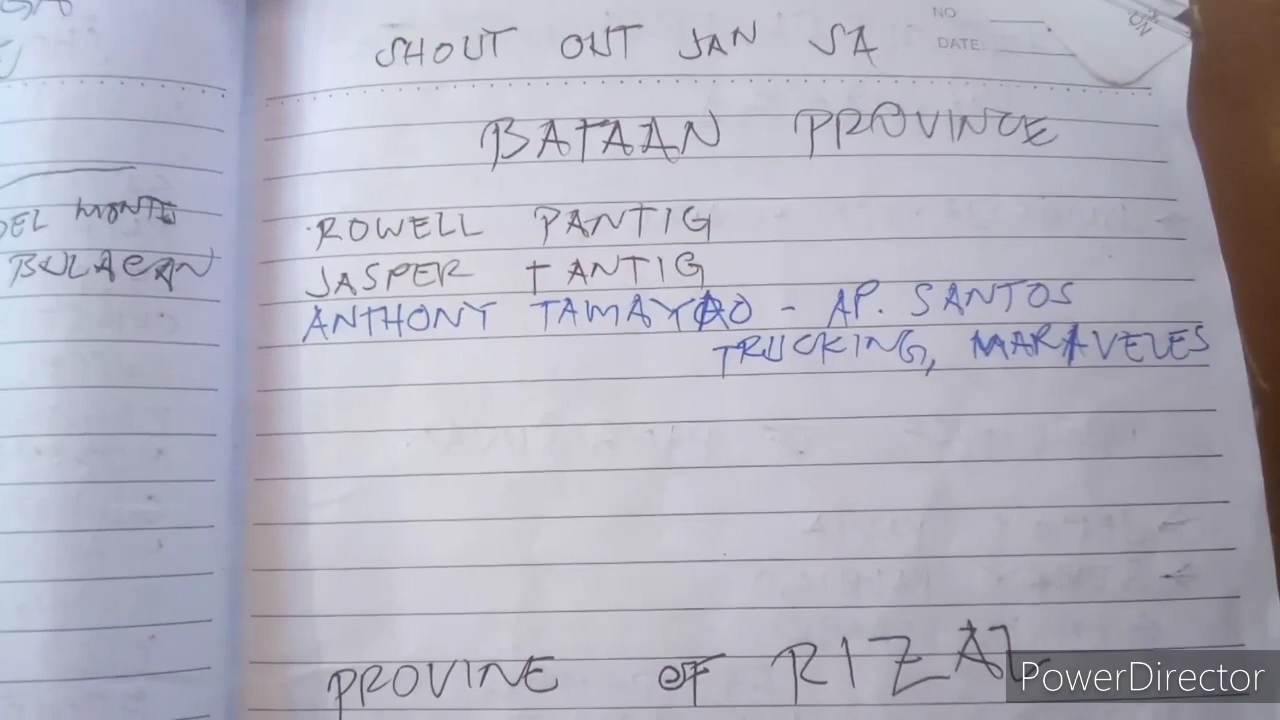 NO
DATE:
SHOUT OUT JAN SA
BATAAN PROVINCE
DEL MONTE
BULACAN
ROWELL PANTIG
JASPER TANTIG
ANTHONY TAMAYAO - AP. SANTOS
TRUCKING, MARAVELES
PROVINE OF RIZAL
PowerDirector